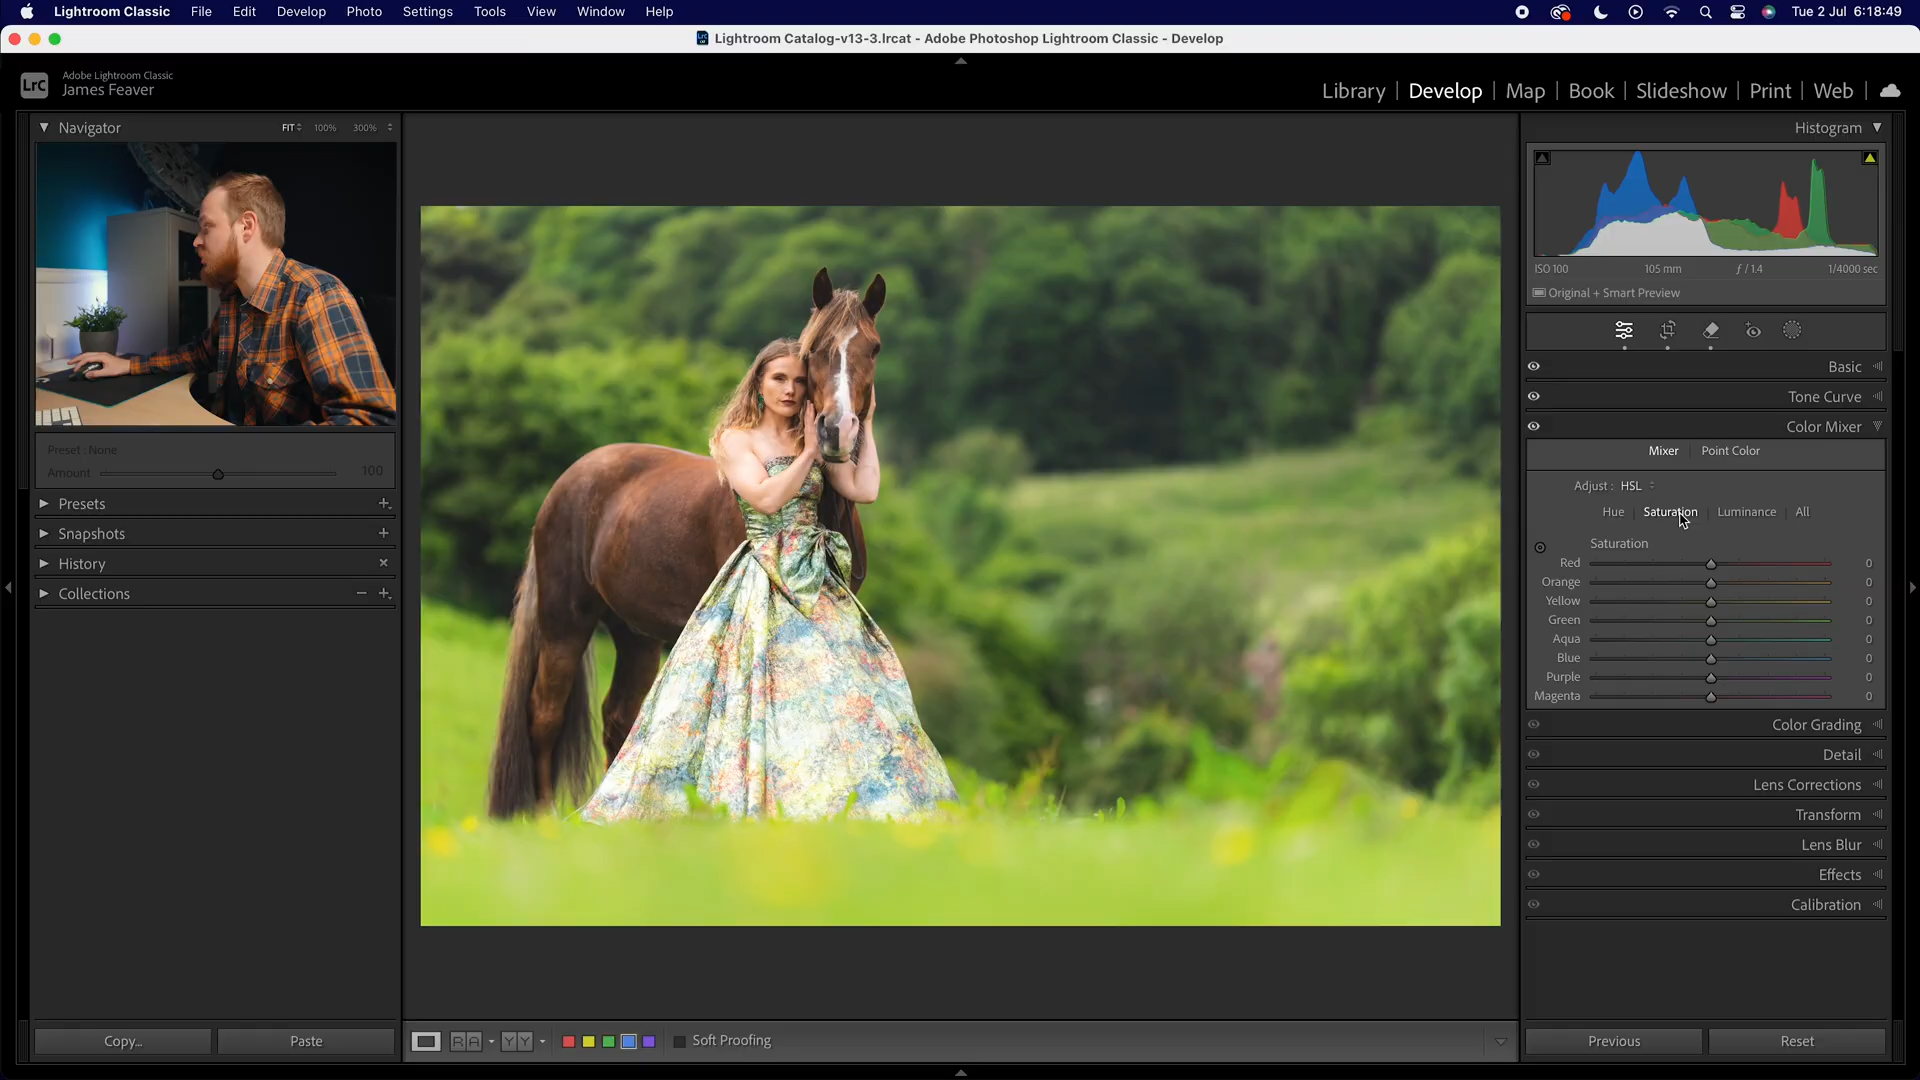 Lightroom Classic File Edit Develop Photo Settings Tools View Window Help Tue 2 Jul 6:18:49
Lightroom Catalog-v13-3.lrcat - Adobe Photoshop Lightroom Classic - Develop
LrC Adobe Lightroom Classic
James Feaver
Library | Develop | Map | Book | Slideshow | Print | Web
Navigator FIT 100% 300%
Preset : None
Amount 100
Presets
Snapshots
History
Collections
Copy... Paste
R A Y Y Soft Proofing
Histogram
ISO 100 105 mm ƒ / 1.4 1/4000 sec
Original + Smart Preview
Basic
Tone Curve
Color Mixer
Mixer | Point Color
Adjust : HSL
Hue | Saturation | Luminance | All
Saturation
Red 0
Orange 0
Yellow 0
Green 0
Aqua 0
Blue 0
Purple 0
Magenta 0
Color Grading
Detail
Lens Corrections
Transform
Lens Blur
Effects
Calibration
Previous Reset